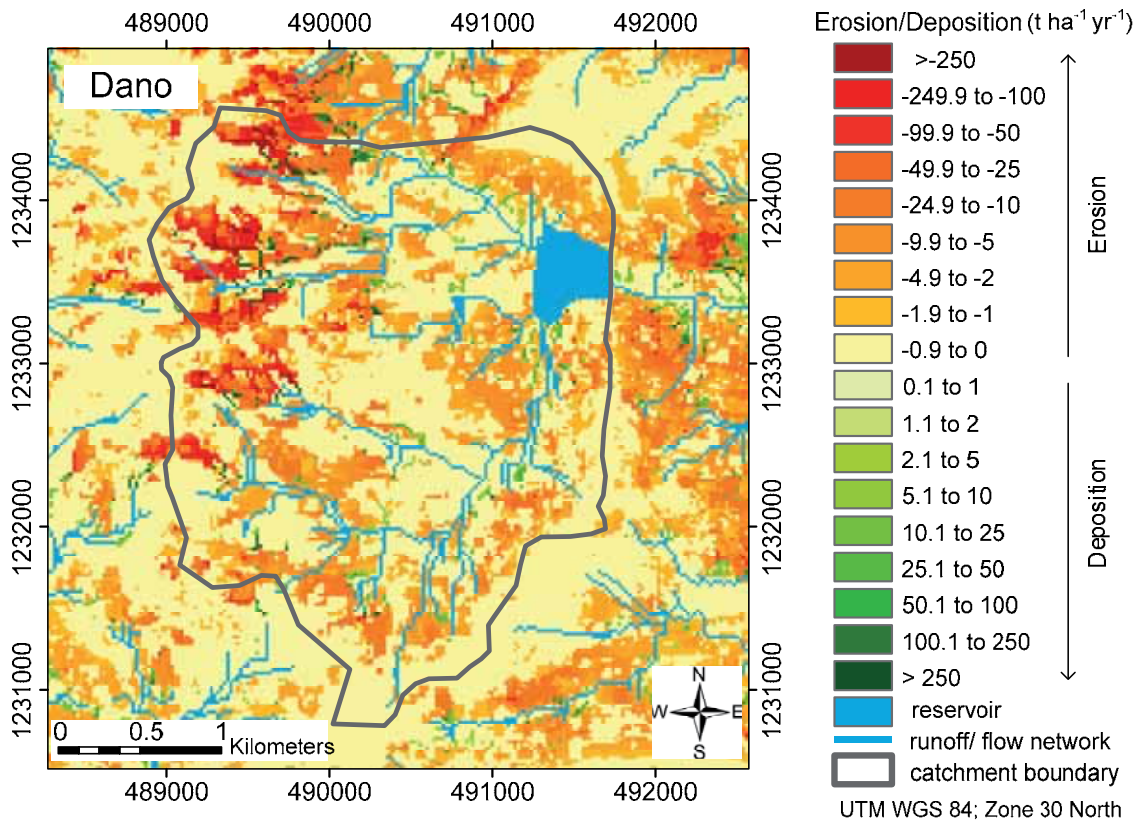 489000 490000 491000 492000
Dano
1234000
1233000
1232000
1231000
1234000
1233000
1232000
1231000
0 0.5 1
Kilometers
N
W E
S
489000 490000 491000 492000
Erosion/Deposition (t ha⁻¹ yr⁻¹)
>-250
-249.9 to -100
-99.9 to -50
-49.9 to -25
-24.9 to -10
-9.9 to -5
-4.9 to -2
-1.9 to -1
-0.9 to 0
0.1 to 1
1.1 to 2
2.1 to 5
5.1 to 10
10.1 to 25
25.1 to 50
50.1 to 100
100.1 to 250
> 250
Erosion
Deposition
reservoir
runoff/ flow network
catchment boundary
UTM WGS 84; Zone 30 North